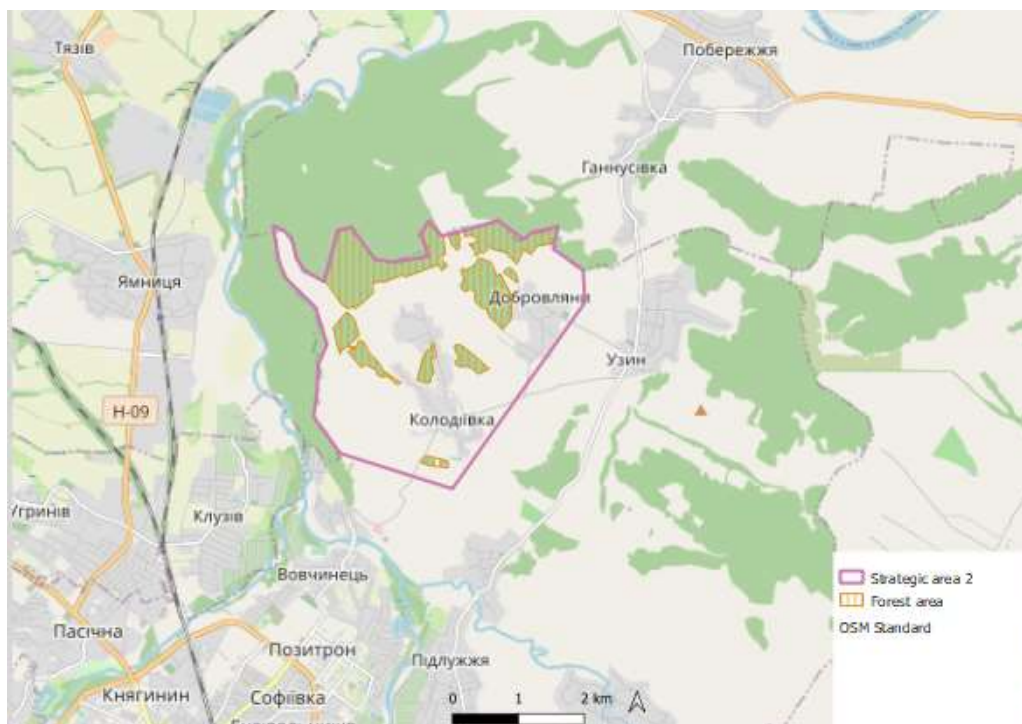 Тязів
Побережжя
Ганнусівка
Ямниця
Добровляни
Узин
Н-09
Колодіївка
Угринів
Клузів
Вовчинець
Strategic area 2
Forest area
OSM Standard
Пасічна
Позитрон
Підлужжя
Княгинин
Софіївка
0 1 2 km